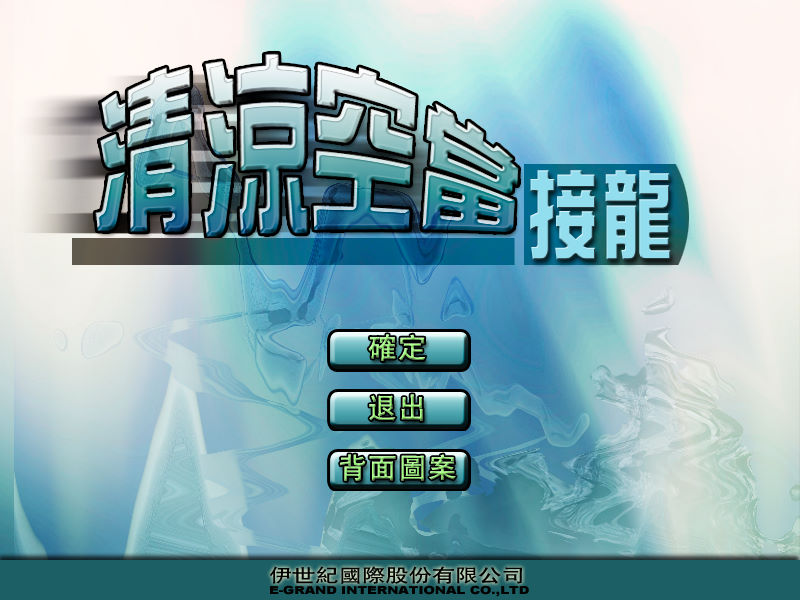 清涼空當接龍
確定
退出
背面圖案
伊世紀國際股份有限公司
E-GRAND INTERNATIONAL CO.,LTD